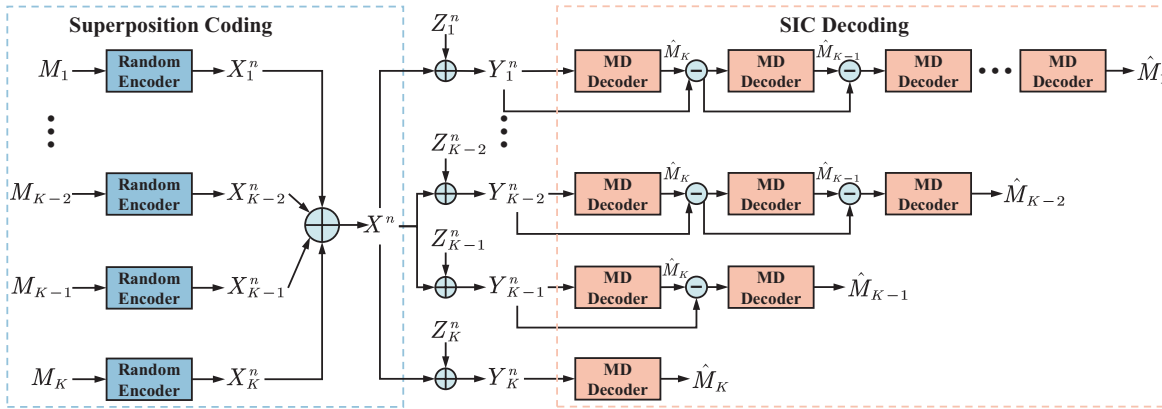 Superposition Coding
SIC Decoding
M_1 Random Encoder X_1^n
Z_1^n
Y_1^n MD Decoder \hat{M}_K − MD Decoder \hat{M}_{K−1} − MD Decoder ••• MD Decoder
M_{K−2} Random Encoder X_{K−2}^n
Z_{K−2}^n
Y_{K−2}^n MD Decoder \hat{M}_K − MD Decoder \hat{M}_{K−1} − MD Decoder \hat{M}_{K−2}
X^n
M_{K−1} Random Encoder X_{K−1}^n
Z_{K−1}^n
Y_{K−1}^n MD Decoder \hat{M}_K − MD Decoder \hat{M}_{K−1}
M_K Random Encoder X_K^n
Z_K^n
Y_K^n MD Decoder \hat{M}_K